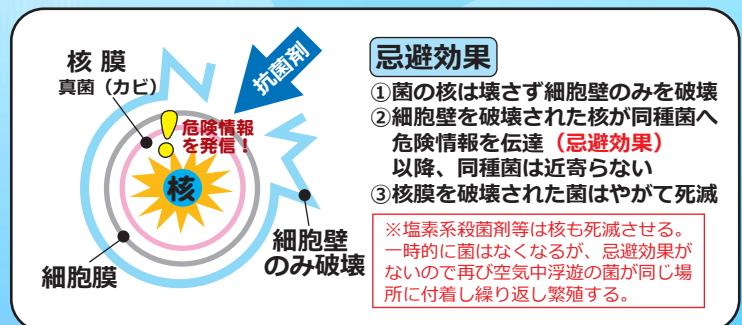 核 膜
真菌（カビ）
抗菌剤
危険情報
を発信！
核
細胞壁
のみ破壊
細胞膜
忌避効果
①菌の核は壊さず細胞壁のみを破壊
②細胞壁を破壊された核が同種菌へ
危険情報を伝達（忌避効果）
以降、同種菌は近寄らない
③核膜を破壊された菌はやがて死滅
※塩素系殺菌剤等は核も死滅させる。
一時的に菌はなくなるが、忌避効果が
ないので再び空気中浮遊の菌が同じ場
所に付着し繰り返し繁殖する。